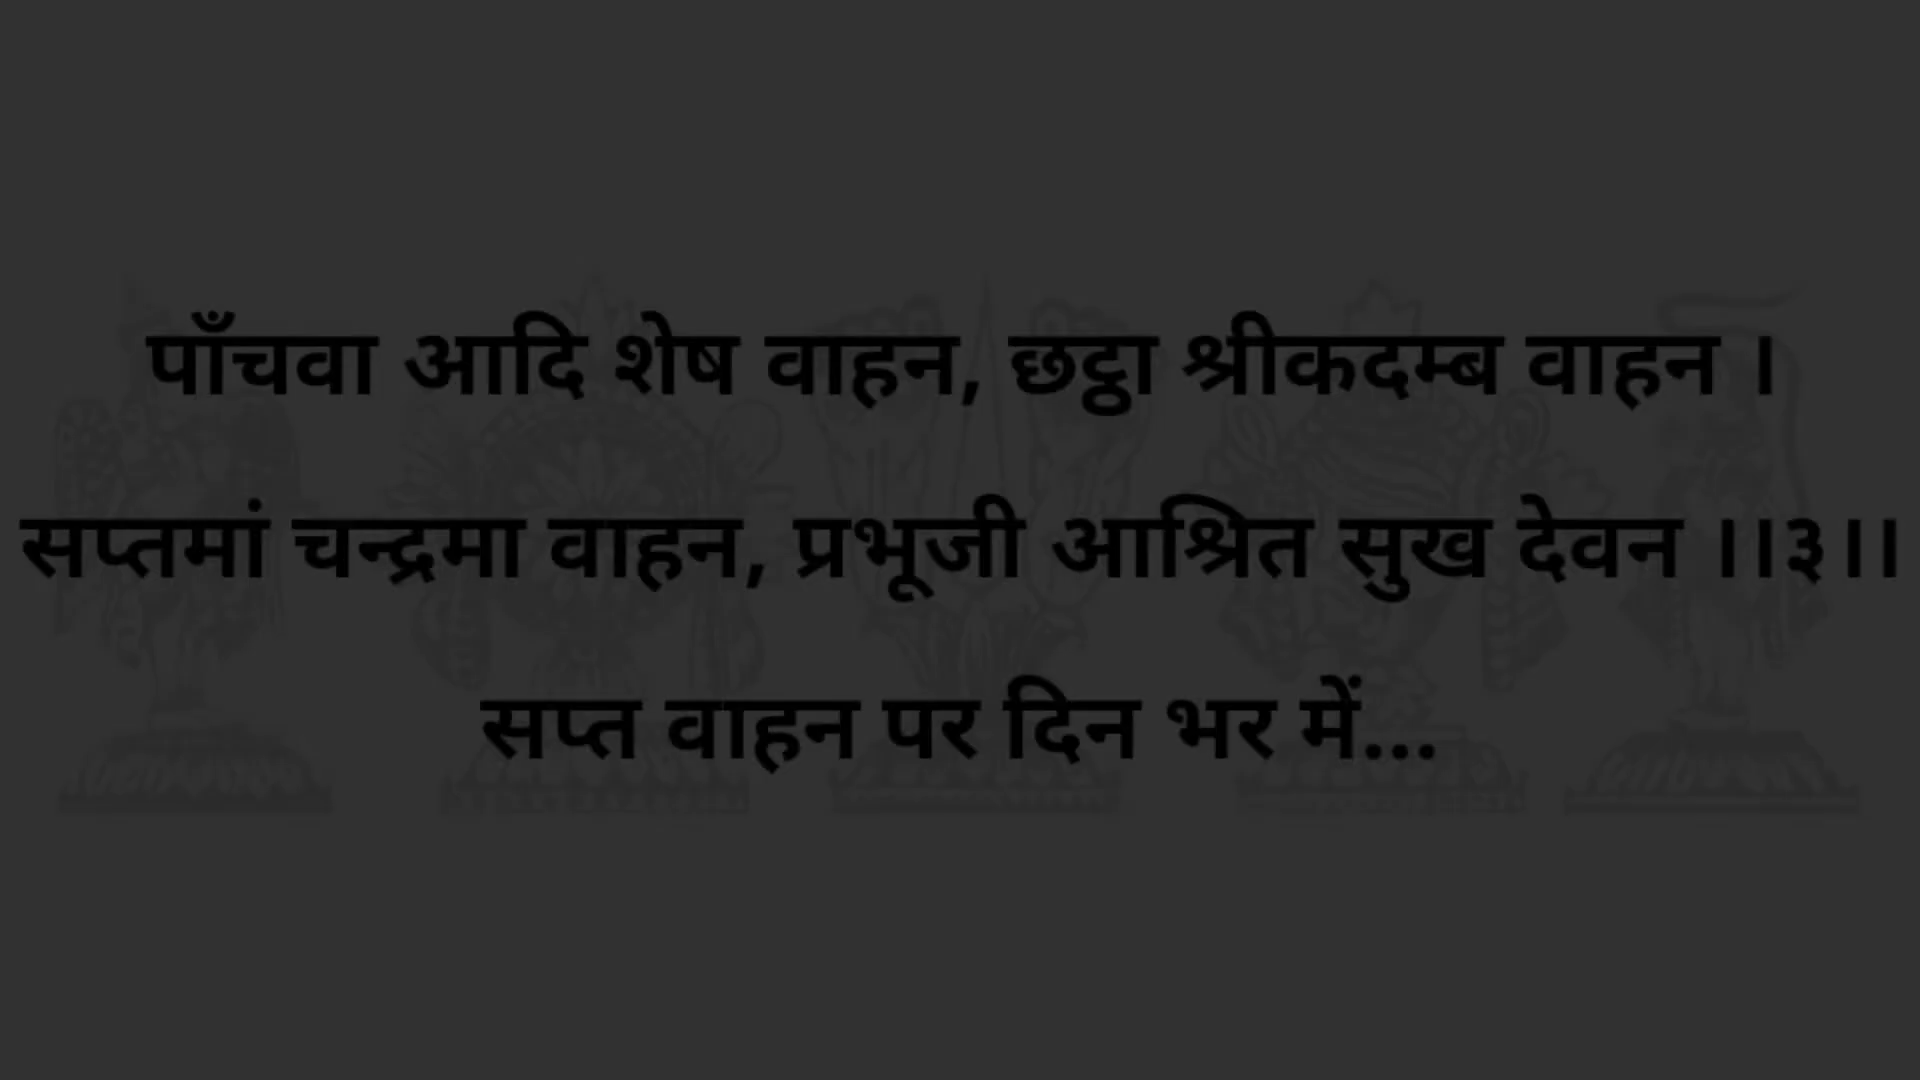 पाँचवा आदि शेष वाहन, छट्ठा श्रीकदम्ब वाहन ।
सप्तमां चन्द्रमा वाहन, प्रभूजी आश्रित सुख देवन ।।३।।
सप्त वाहन पर दिन भर में...